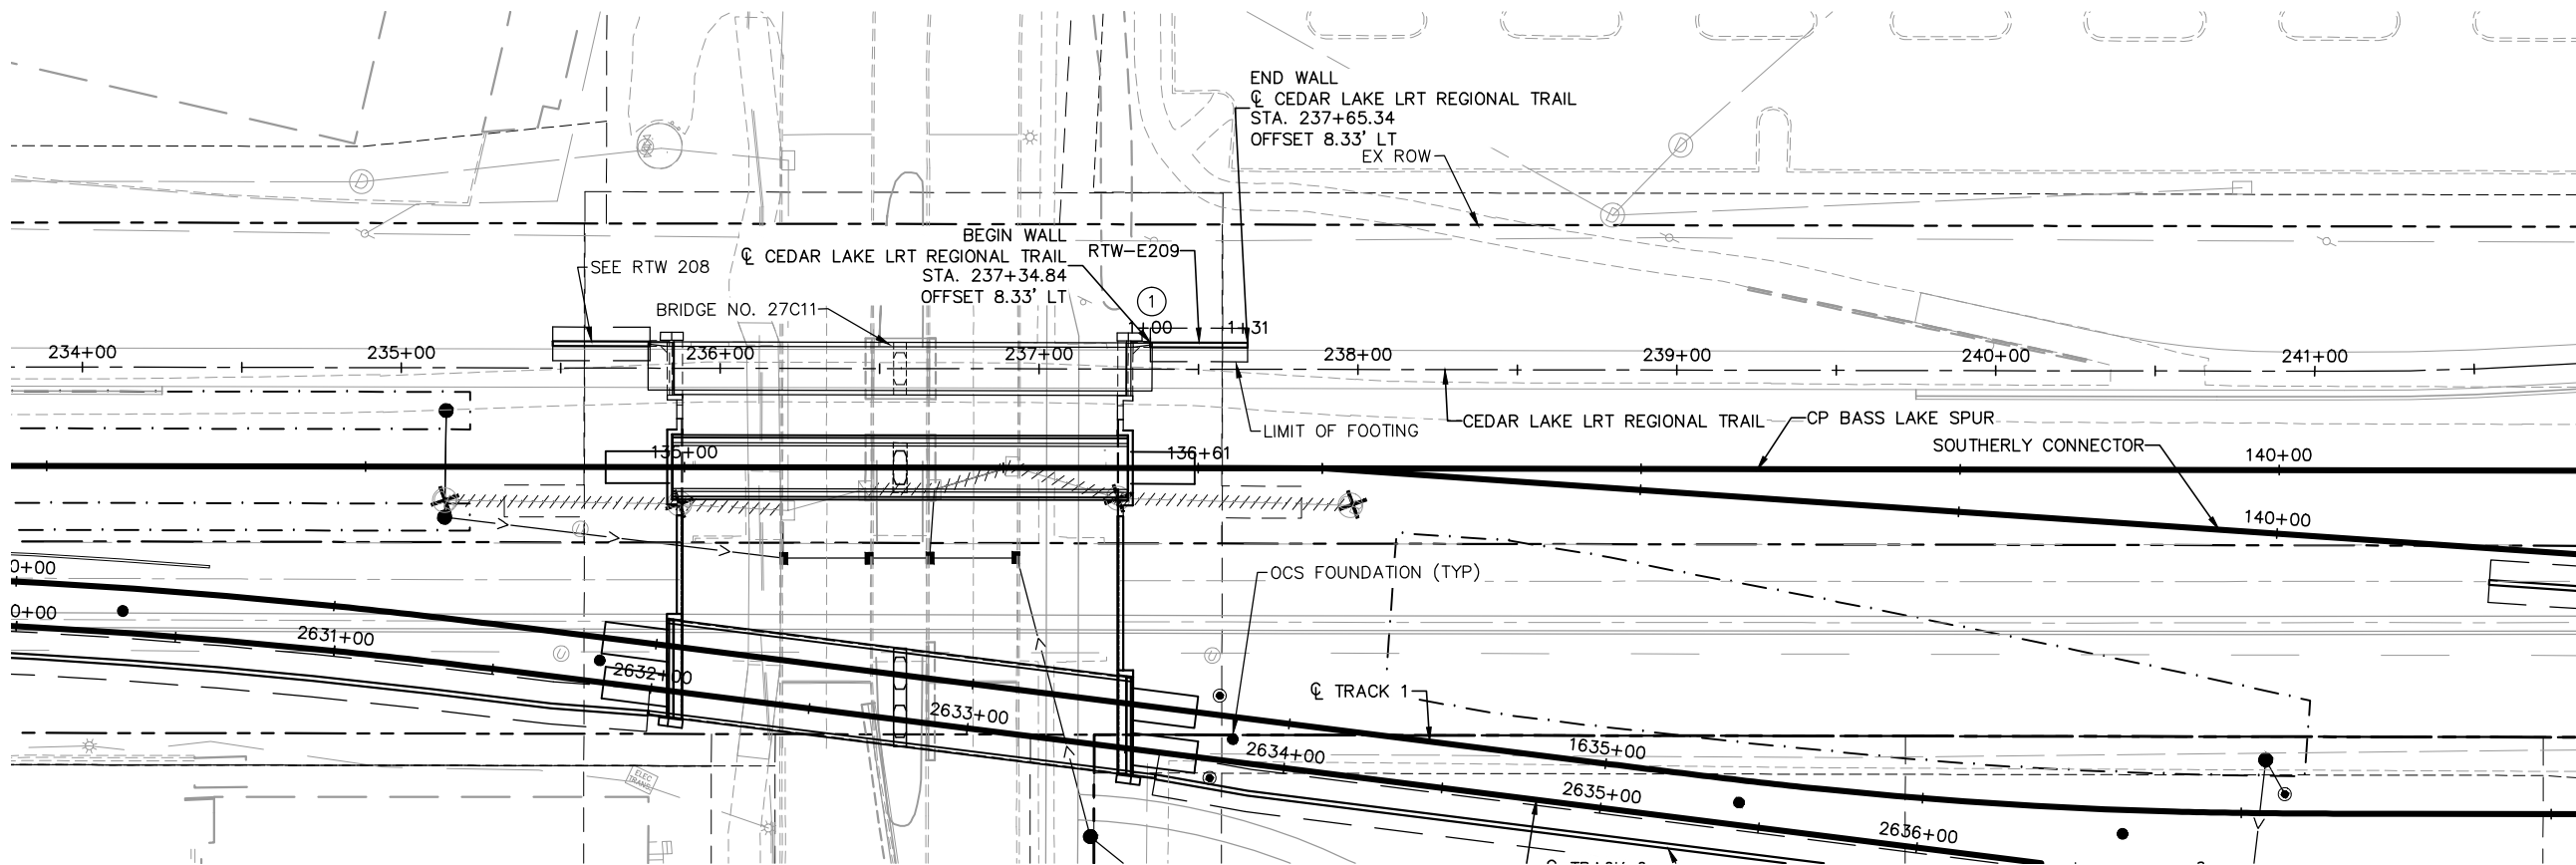 END WALL
℄ CEDAR LAKE LRT REGIONAL TRAIL
STA. 237+65.34
OFFSET 8.33' LT
EX ROW
BEGIN WALL
℄ CEDAR LAKE LRT REGIONAL TRAIL
STA. 237+34.84
OFFSET 8.33' LT
RTW-E209
SEE RTW 208
BRIDGE NO. 27C11
1
1+00
1+31
234+00
235+00
236+00
237+00
238+00
239+00
240+00
241+00
LIMIT OF FOOTING
CEDAR LAKE LRT REGIONAL TRAIL
CP BASS LAKE SPUR
SOUTHERLY CONNECTOR
135+00
136+61
140+00
140+00
OCS FOUNDATION (TYP)
0+00
0+00
2631+00
2632+00
2633+00
2634+00
2635+00
2636+00
℄ TRACK 1
1635+00
ELEC
TRANS
D
D
D
U
U
U